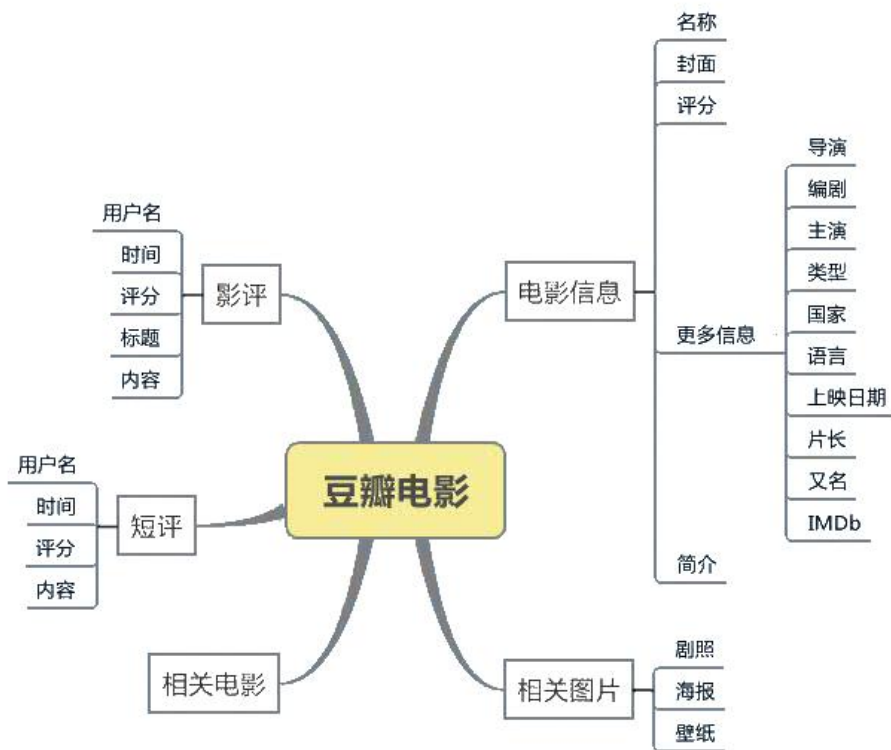 豆瓣电影
电影信息
名称
封面
评分
更多信息
导演
编剧
主演
类型
国家
语言
上映日期
片长
又名
IMDb
简介
相关图片
剧照
海报
壁纸
影评
用户名
时间
评分
标题
内容
短评
用户名
时间
评分
内容
相关电影